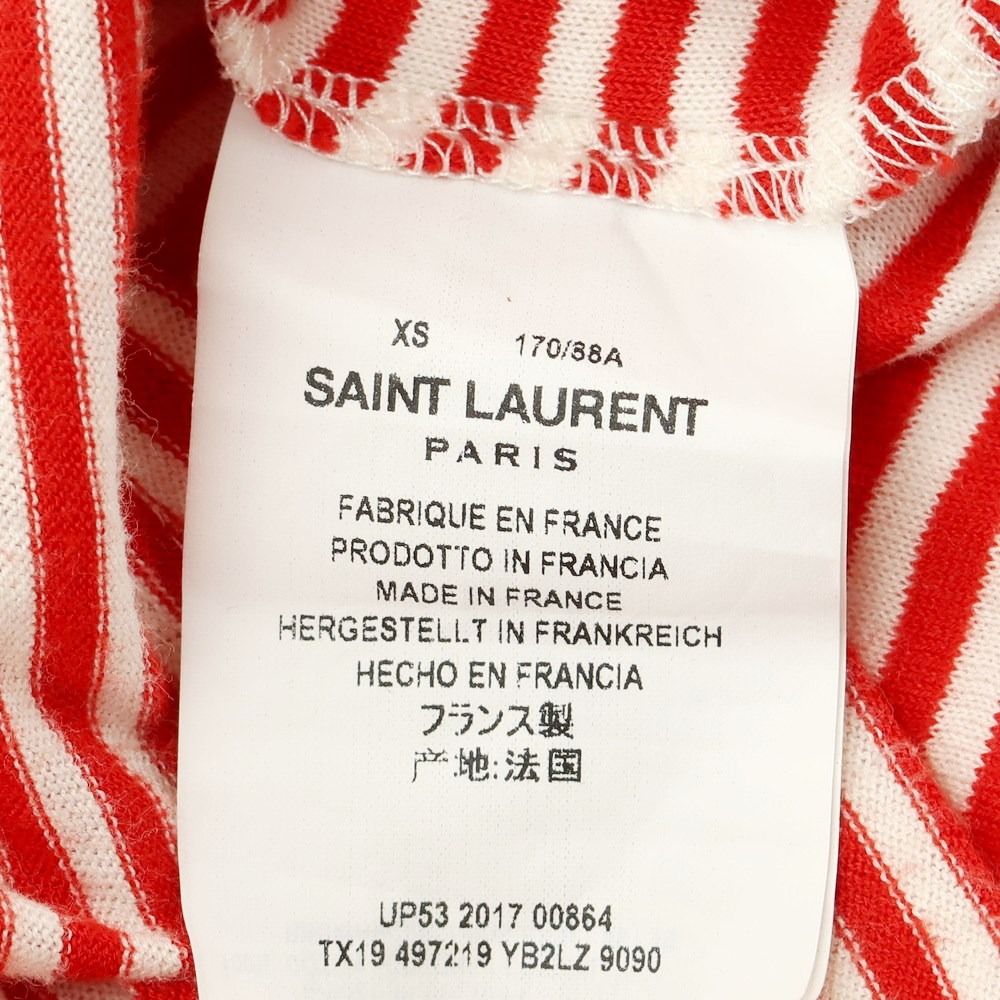 XS 170/88A
SAINT LAURENT
PARIS
FABRIQUE EN FRANCE
PRODOTTO IN FRANCIA
MADE IN FRANCE
HERGESTELLT IN FRANKREICH
HECHO EN FRANCIA
フランス製
产地:法国
UP53 2017 00864
TX19 497219 YB2LZ 9090